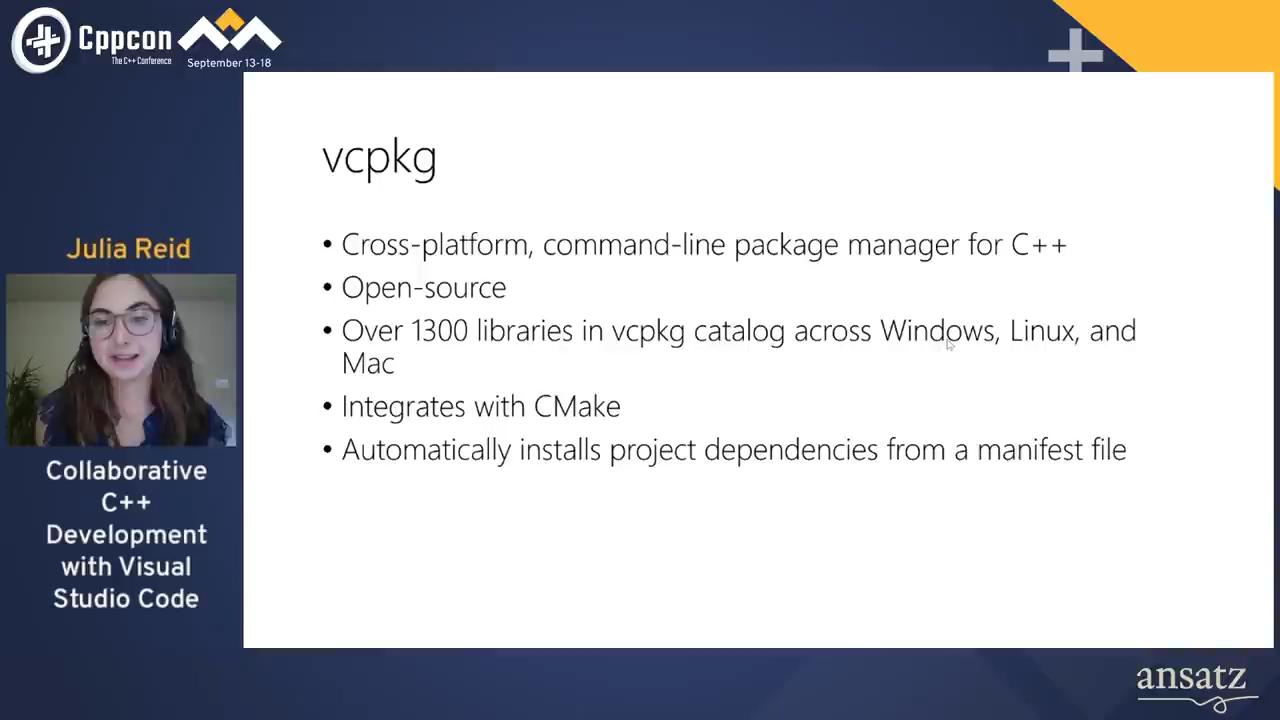 Cppcon
The C++ Conference
September 13-18
Julia Reid
Collaborative
C++
Development
with Visual
Studio Code
vcpkg
• Cross-platform, command-line package manager for C++
• Open-source
• Over 1300 libraries in vcpkg catalog across Windows, Linux, and
Mac
• Integrates with CMake
• Automatically installs project dependencies from a manifest file
ansatz